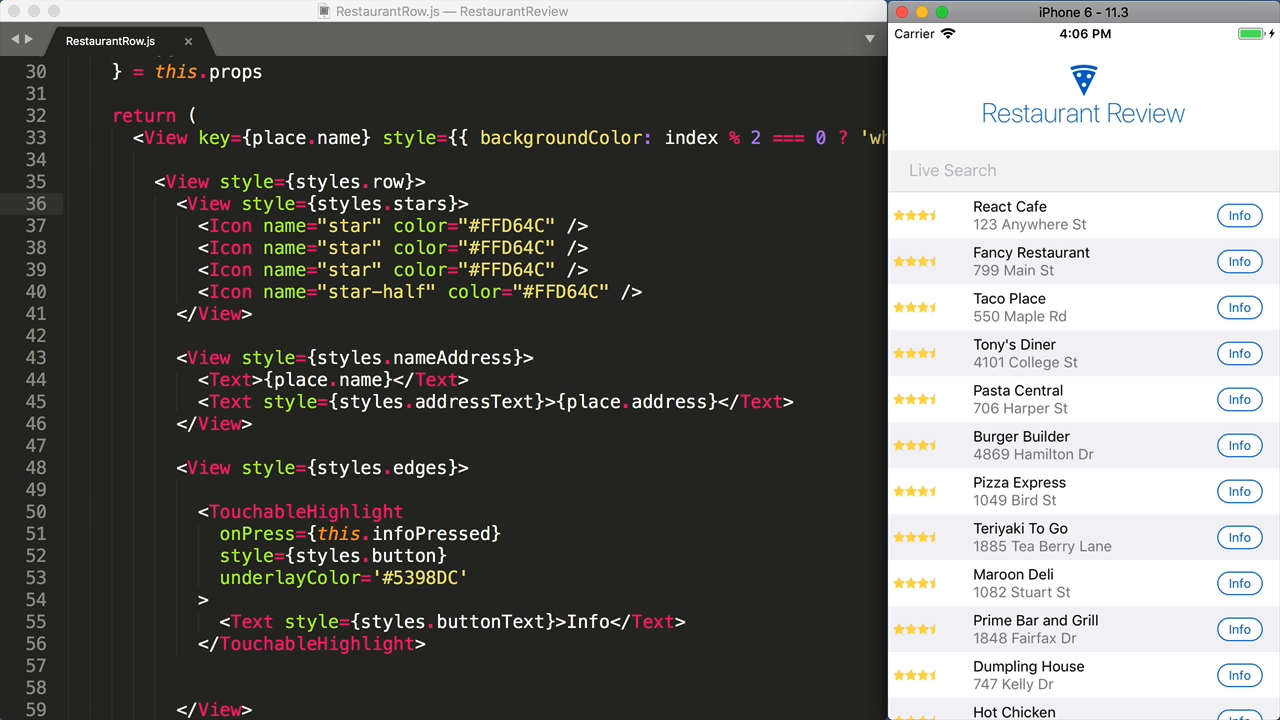 RestaurantRow.js — RestaurantReview
RestaurantRow.js ×
30 } = this.props
31
32 return (
33 <View key={place.name} style={{ backgroundColor: index % 2 === 0 ? 'wh
34
35 <View style={styles.row}>
36 <View style={styles.stars}>
37 <Icon name="star" color="#FFD64C" />
38 <Icon name="star" color="#FFD64C" />
39 <Icon name="star" color="#FFD64C" />
40 <Icon name="star-half" color="#FFD64C" />
41 </View>
42
43 <View style={styles.nameAddress}>
44 <Text>{place.name}</Text>
45 <Text style={styles.addressText}>{place.address}</Text>
46 </View>
47
48 <View style={styles.edges}>
49
50 <TouchableHighlight
51 onPress={this.infoPressed}
52 style={styles.button}
53 underlayColor='#5398DC'
54 >
55 <Text style={styles.buttonText}>Info</Text>
56 </TouchableHighlight>
57
58
59 </View>
iPhone 6 - 11.3
Carrier 4:06 PM
Restaurant Review
Live Search
React Cafe
123 Anywhere St
Info
Fancy Restaurant
799 Main St
Info
Taco Place
550 Maple Rd
Info
Tony's Diner
4101 College St
Info
Pasta Central
706 Harper St
Info
Burger Builder
4869 Hamilton Dr
Info
Pizza Express
1049 Bird St
Info
Teriyaki To Go
1885 Tea Berry Lane
Info
Maroon Deli
1082 Stuart St
Info
Prime Bar and Grill
1848 Fairfax Dr
Info
Dumpling House
747 Kelly Dr
Info
Hot Chicken